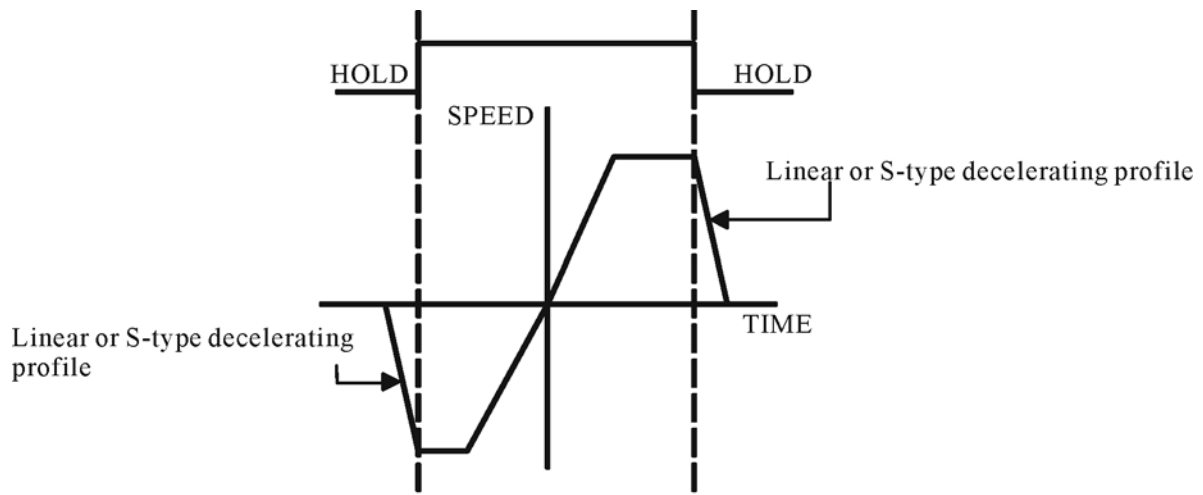 HOLD
HOLD
SPEED
Linear or S-type decelerating profile
TIME
Linear or S-type decelerating
profile